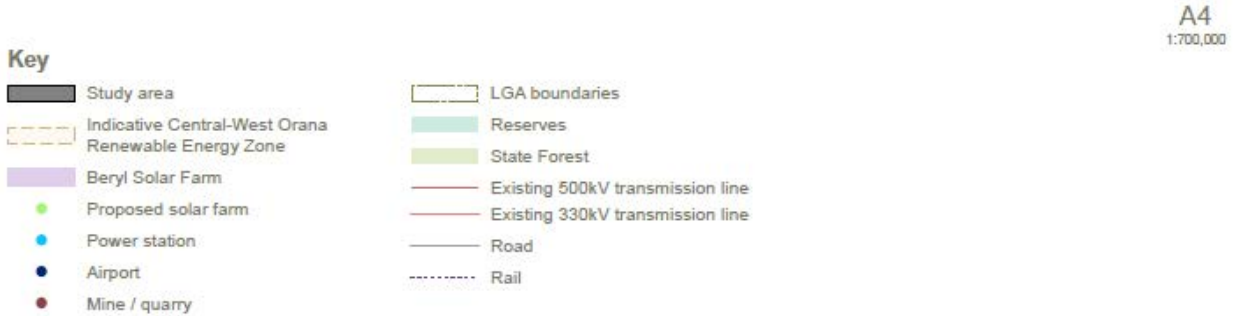 A4
1:700,000
Key
Study area
Indicative Central-West Orana
Renewable Energy Zone
Beryl Solar Farm
Proposed solar farm
Power station
Airport
Mine / quarry
LGA boundaries
Reserves
State Forest
Existing 500kV transmission line
Existing 330kV transmission line
Road
Rail